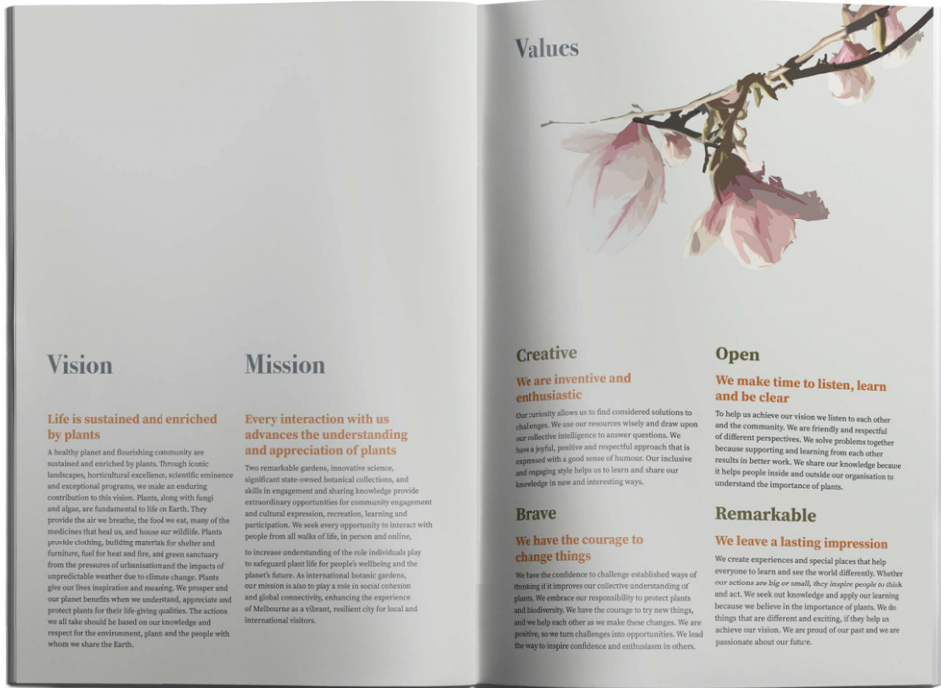 Vision
Life is sustained and enriched
by plants
A healthy planet and flourishing community are
sustained and enriched by plants. Through iconic
landscapes, horticultural excellence, scientific eminence
and exceptional programs, we make an enduring
contribution to this vision. Plants, along with fungi
and algae, are fundamental to life on Earth. They
provide the air we breathe, the food we eat, many of the
medicines that heal us, and house our wildlife. Plants
provide clothing, building materials for shelter and
furniture, fuel for heat and fire, and green sanctuary
from the pressures of urbanisation and the impacts of
unpredictable weather due to climate change. Plants
give our lives inspiration and meaning. We prosper and
our planet benefits when we understand, appreciate and
protect plants for their life-giving qualities. The actions
we all take should be based on our knowledge and
respect for the environment, plants and the people with
whom we share the Earth.
Mission
Every interaction with us
advances the understanding
and appreciation of plants
Two remarkable gardens, innovative science,
significant state-owned botanical collections, and
skills in engagement and sharing knowledge provide
extraordinary opportunities for community engagement
and cultural expression, recreation, learning and
participation. We seek every opportunity to interact with
people from all walks of life, in person and online,
to increase understanding of the role individuals play
to safeguard plant life for people's wellbeing and the
planet's future. As international botanic gardens,
our mission is also to play a role in social cohesion
and global connectivity, enhancing the experience
of Melbourne as a vibrant, resilient city for local and
international visitors.
Values
Creative
We are inventive and
enthusiastic
Our curiosity allows us to find considered solutions to
challenges. We use our resources wisely and draw upon
our collective intelligence to answer questions. We
have a joyful, positive and respectful approach that is
expressed with a good sense of humour. Our inclusive
and engaging style helps us to learn and share our
knowledge in new and interesting ways.
Brave
We have the courage to
change things
We have the confidence to challenge established ways of
thinking if it improves our collective understanding of
plants. We embrace our responsibility to protect plants
and biodiversity. We have the courage to try new things,
and we help each other as we make these changes. We are
positive, so we turn challenges into opportunities. We lead
the way to inspire confidence and enthusiasm in others.
Open
We make time to listen, learn
and be clear
To help us achieve our vision we listen to each other
and the community. We are friendly and respectful
of different perspectives. We solve problems together
because supporting and learning from each other
results in better work. We share our knowledge because
it helps people inside and outside our organisation to
understand the importance of plants.
Remarkable
We leave a lasting impression
We create experiences and special places that help
everyone to learn and see the world differently. Whether
our actions are big or small, they inspire people to think
and act. We seek out knowledge and apply our learning
because we believe in the importance of plants. We do
things that are different and exciting, if they help us
achieve our vision. We are proud of our past and we are
passionate about our future.